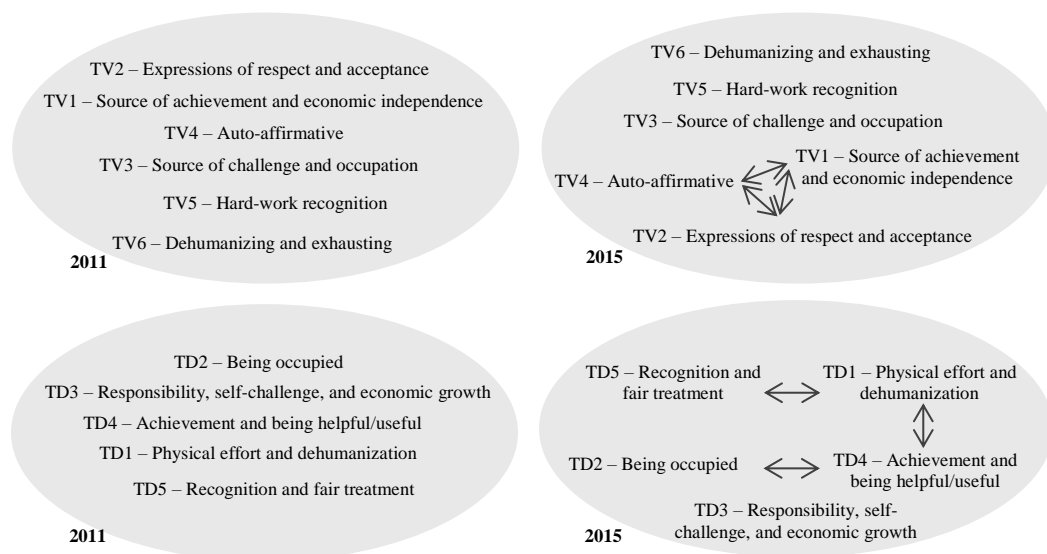 TV2 – Expressions of respect and acceptance
TV1 – Source of achievement and economic independence
TV4 – Auto-affirmative
TV3 – Source of challenge and occupation
TV5 – Hard-work recognition
TV6 – Dehumanizing and exhausting
2011
TV6 – Dehumanizing and exhausting
TV5 – Hard-work recognition
TV3 – Source of challenge and occupation
TV1 – Source of achievement
and economic independence
TV4 – Auto-affirmative
TV2 – Expressions of respect and acceptance
2015
TD2 – Being occupied
TD3 – Responsibility, self-challenge, and economic growth
TD4 – Achievement and being helpful/useful
TD1 – Physical effort and dehumanization
TD5 – Recognition and fair treatment
2011
TD5 – Recognition and
fair treatment
TD1 – Physical effort and
dehumanization
TD2 – Being occupied
TD4 – Achievement and
being helpful/useful
TD3 – Responsibility, self-
challenge, and economic growth
2015